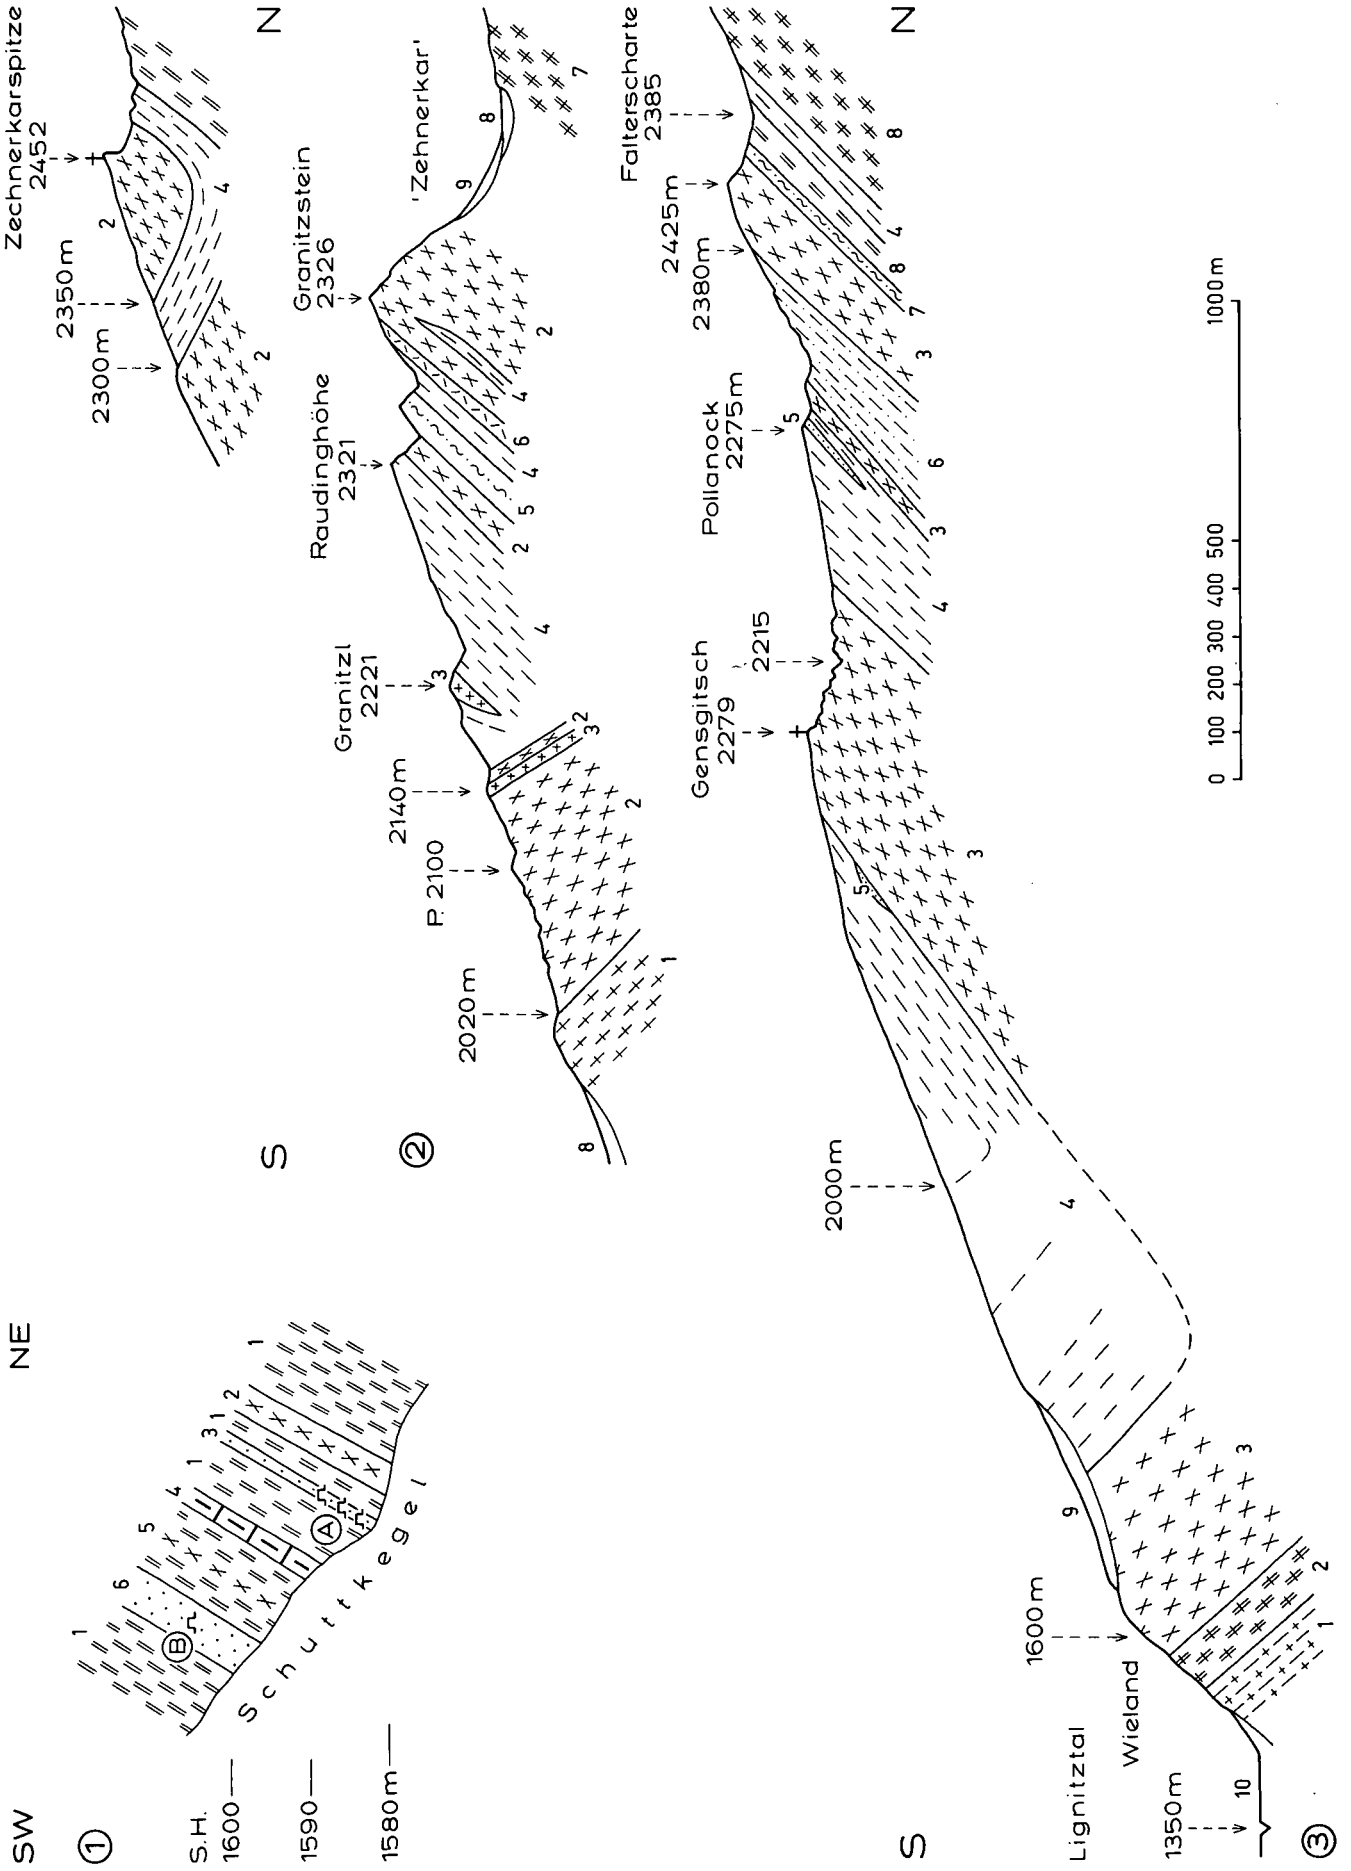 SW
NE
①
S.H.
1600
1590
1580m
1
6
5
4
1
3
1
2
1
B
A
Schuttkegel
S
N
②
Zechnerkarspitze
2452
2350m
2300m
2
4
2
Granitzstein
2326
'Zehnerkar'
Raudinghöhe
2321
Granitzl
2221
2140m
P. 2100
2020m
8
1
2
3
2
3
4
2
5
4
6
4
2
9
8
7
S
N
③
Lignitztal
1350m
Wieland
1600m
2000m
Gensgitsch
2279
2215
Pollanock
2275m
2380m
2425m
Falterscharte
2385
10
1
2
3
9
4
5
3
4
3
5
6
3
7
8
4
8
0 100 200 300 400 500 1000m